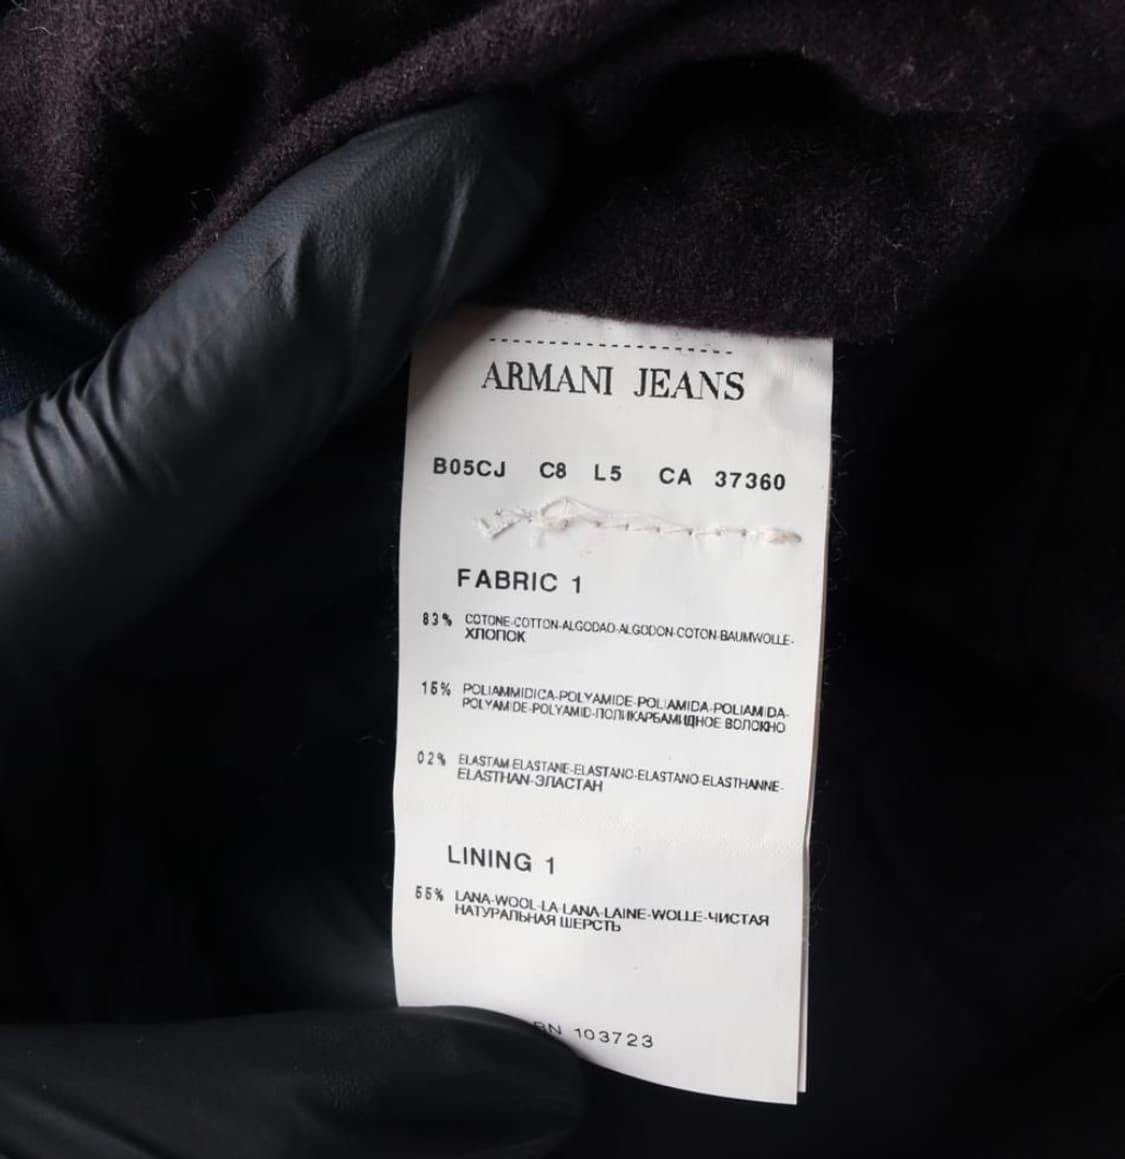 ARMANI JEANS
B05CJ C8 L5 CA 37360
FABRIC 1
83% COTONE-COTTON-ALGODAO-ALGODON-COTON-BAUMWOLLE-
ХЛОПОК
15% POLIAMMIDICA-POLYAMIDE-POLIAMIDA-POLIAMIDA-
POLYAMIDE-POLYAMID-ПОЛИКАРБАМИДНОЕ ВОЛОКНО
02% ELASTAM-ELASTANE-ELASTANO-ELASTANO-ELASTHANNE-
ELASTHAN-ЭЛАСТАН
LINING 1
55% LANA-WOOL-LA LANA-LAINE-WOLLE-ЧИСТАЯ
НАТУРАЛЬНАЯ ШЕРСТЬ
103723